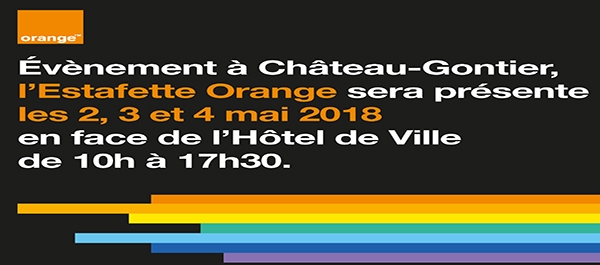 orange™
Évènement à Château-Gontier,
l'Estafette Orange sera présente
les 2, 3 et 4 mai 2018
en face de l'Hôtel de Ville
de 10h à 17h30.